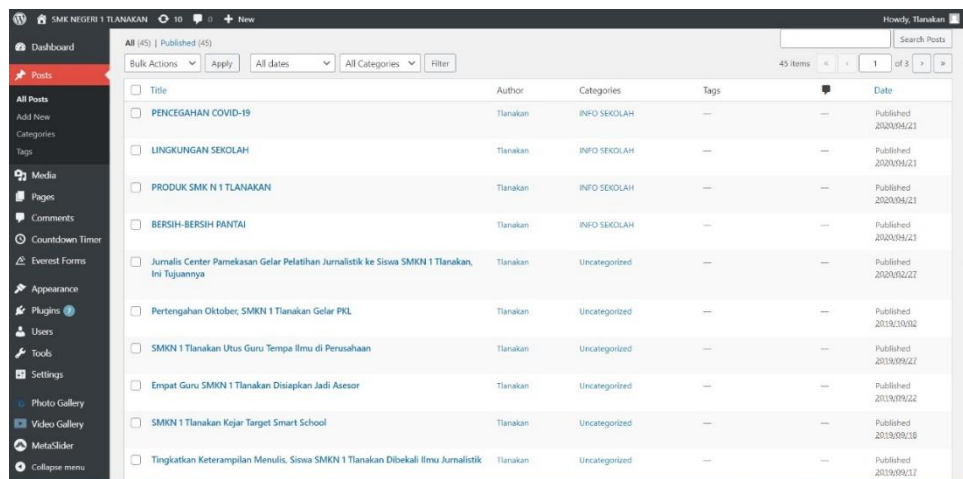 SMK NEGERI 1 TLANAKAN 10 0 + New Howdy, Tlanakan
Dashboard
Posts
All Posts
Add New
Categories
Tags
Media
Pages
Comments
Countdown Timer
Everest Forms
Appearance
Plugins 7
Users
Tools
Settings
Photo Gallery
Video Gallery
MetaSlider
Collapse menu
All (45) | Published (45)
Search Posts
Bulk Actions Apply All dates All Categories Filter 45 items « ‹ 1 of 3 › »
Title Author Categories Tags Date
PENCEGAHAN COVID-19 Tlanakan INFO SEKOLAH — — Published
2020/04/21
LINGKUNGAN SEKOLAH Tlanakan INFO SEKOLAH — — Published
2020/04/21
PRODUK SMK N 1 TLANAKAN Tlanakan INFO SEKOLAH — — Published
2020/04/21
BERSIH-BERSIH PANTAI Tlanakan INFO SEKOLAH — — Published
2020/04/21
Jurnalis Center Pamekasan Gelar Pelatihan Jurnalistik ke Siswa SMKN 1 Tlanakan, Tlanakan Uncategorized — — Published
Ini Tujuannya 2020/02/27
Pertengahan Oktober, SMKN 1 Tlanakan Gelar PKL Tlanakan Uncategorized — — Published
2019/10/02
SMKN 1 Tlanakan Utus Guru Tempa Ilmu di Perusahaan Tlanakan Uncategorized — — Published
2019/09/27
Empat Guru SMKN 1 Tlanakan Disiapkan Jadi Asesor Tlanakan Uncategorized — — Published
2019/09/22
SMKN 1 Tlanakan Kejar Target Smart School Tlanakan Uncategorized — — Published
2019/09/18
Tingkatkan Keterampilan Menulis, Siswa SMKN 1 Tlanakan Dibekali Ilmu Jurnalistik Tlanakan Uncategorized — — Published
2019/09/17